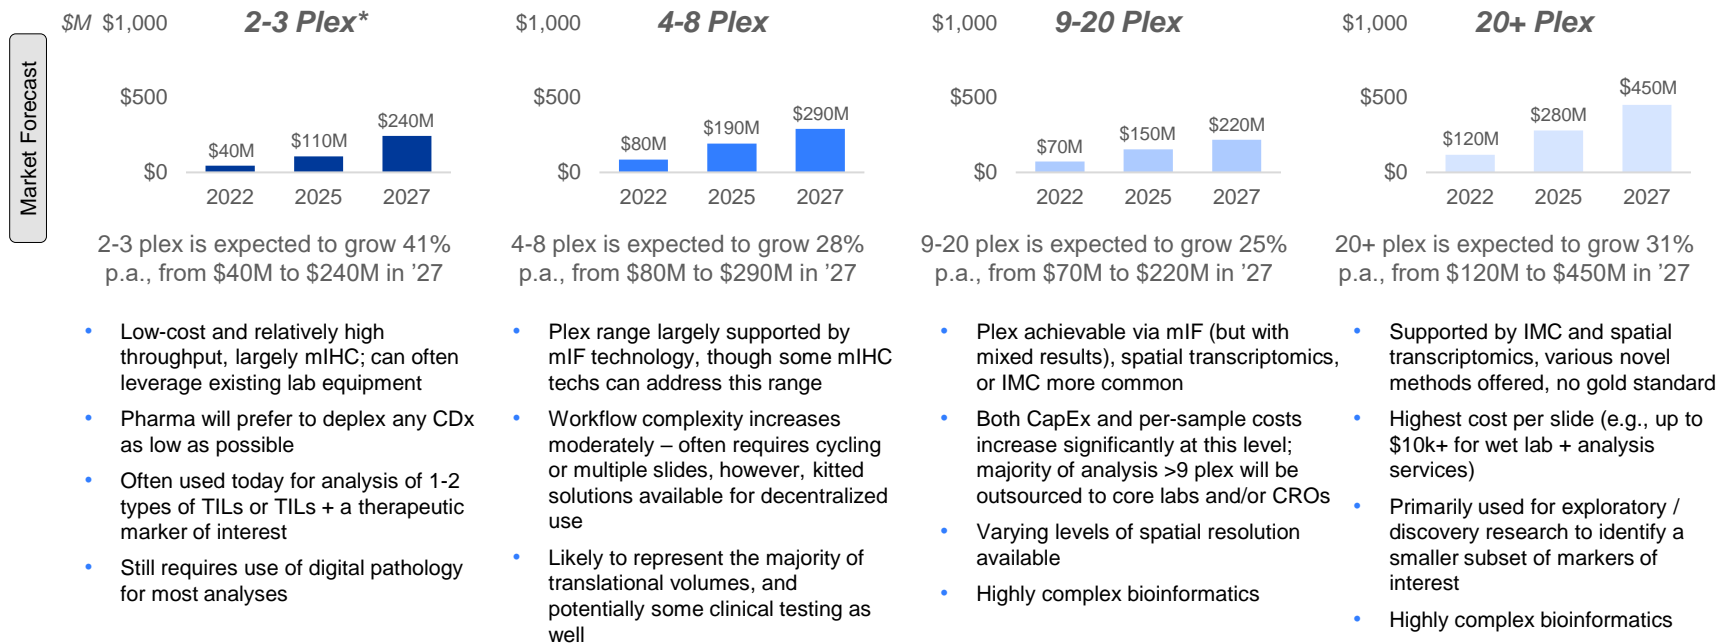 Market Forecast
$M $1,000
2-3 Plex*
$500
$0
$40M
$110M
$240M
2022 2025 2027
2-3 plex is expected to grow 41%
p.a., from $40M to $240M in ’27
• Low-cost and relatively high
throughput, largely mIHC; can often
leverage existing lab equipment
• Pharma will prefer to deplex any CDx
as low as possible
• Often used today for analysis of 1-2
types of TILs or TILs + a therapeutic
marker of interest
• Still requires use of digital pathology
for most analyses
$1,000
4-8 Plex
$500
$0
$80M
$190M
$290M
2022 2025 2027
4-8 plex is expected to grow 28%
p.a., from $80M to $290M in ’27
• Plex range largely supported by
mIF technology, though some mIHC
techs can address this range
• Workflow complexity increases
moderately – often requires cycling
or multiple slides, however, kitted
solutions available for decentralized
use
• Likely to represent the majority of
translational volumes, and
potentially some clinical testing as
well
$1,000
9-20 Plex
$500
$0
$70M
$150M
$220M
2022 2025 2027
9-20 plex is expected to grow 25%
p.a., from $70M to $220M in ’27
• Plex achievable via mIF (but with
mixed results), spatial transcriptomics,
or IMC more common
• Both CapEx and per-sample costs
increase significantly at this level;
majority of analysis >9 plex will be
outsourced to core labs and/or CROs
• Varying levels of spatial resolution
available
• Highly complex bioinformatics
$1,000
20+ Plex
$500
$0
$120M
$280M
$450M
2022 2025 2027
20+ plex is expected to grow 31%
p.a., from $120M to $450M in ’27
• Supported by IMC and spatial
transcriptomics, various novel
methods offered, no gold standard
• Highest cost per slide (e.g., up to
$10k+ for wet lab + analysis
services)
• Primarily used for exploratory /
discovery research to identify a
smaller subset of markers of
interest
• Highly complex bioinformatics